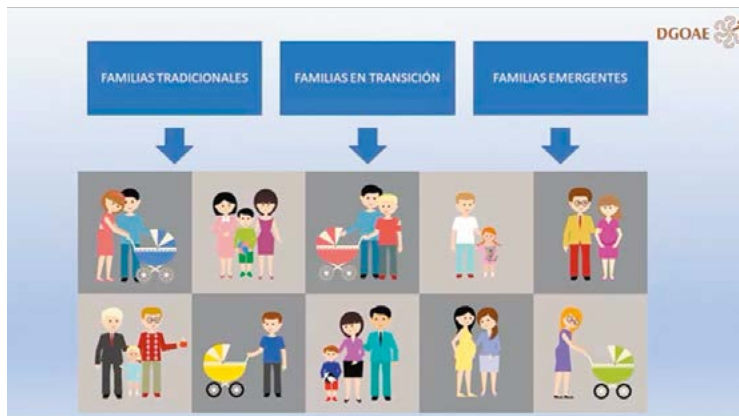 DGOAE
FAMILIAS TRADICIONALES
FAMILIAS EN TRANSICIÓN
FAMILIAS EMERGENTES